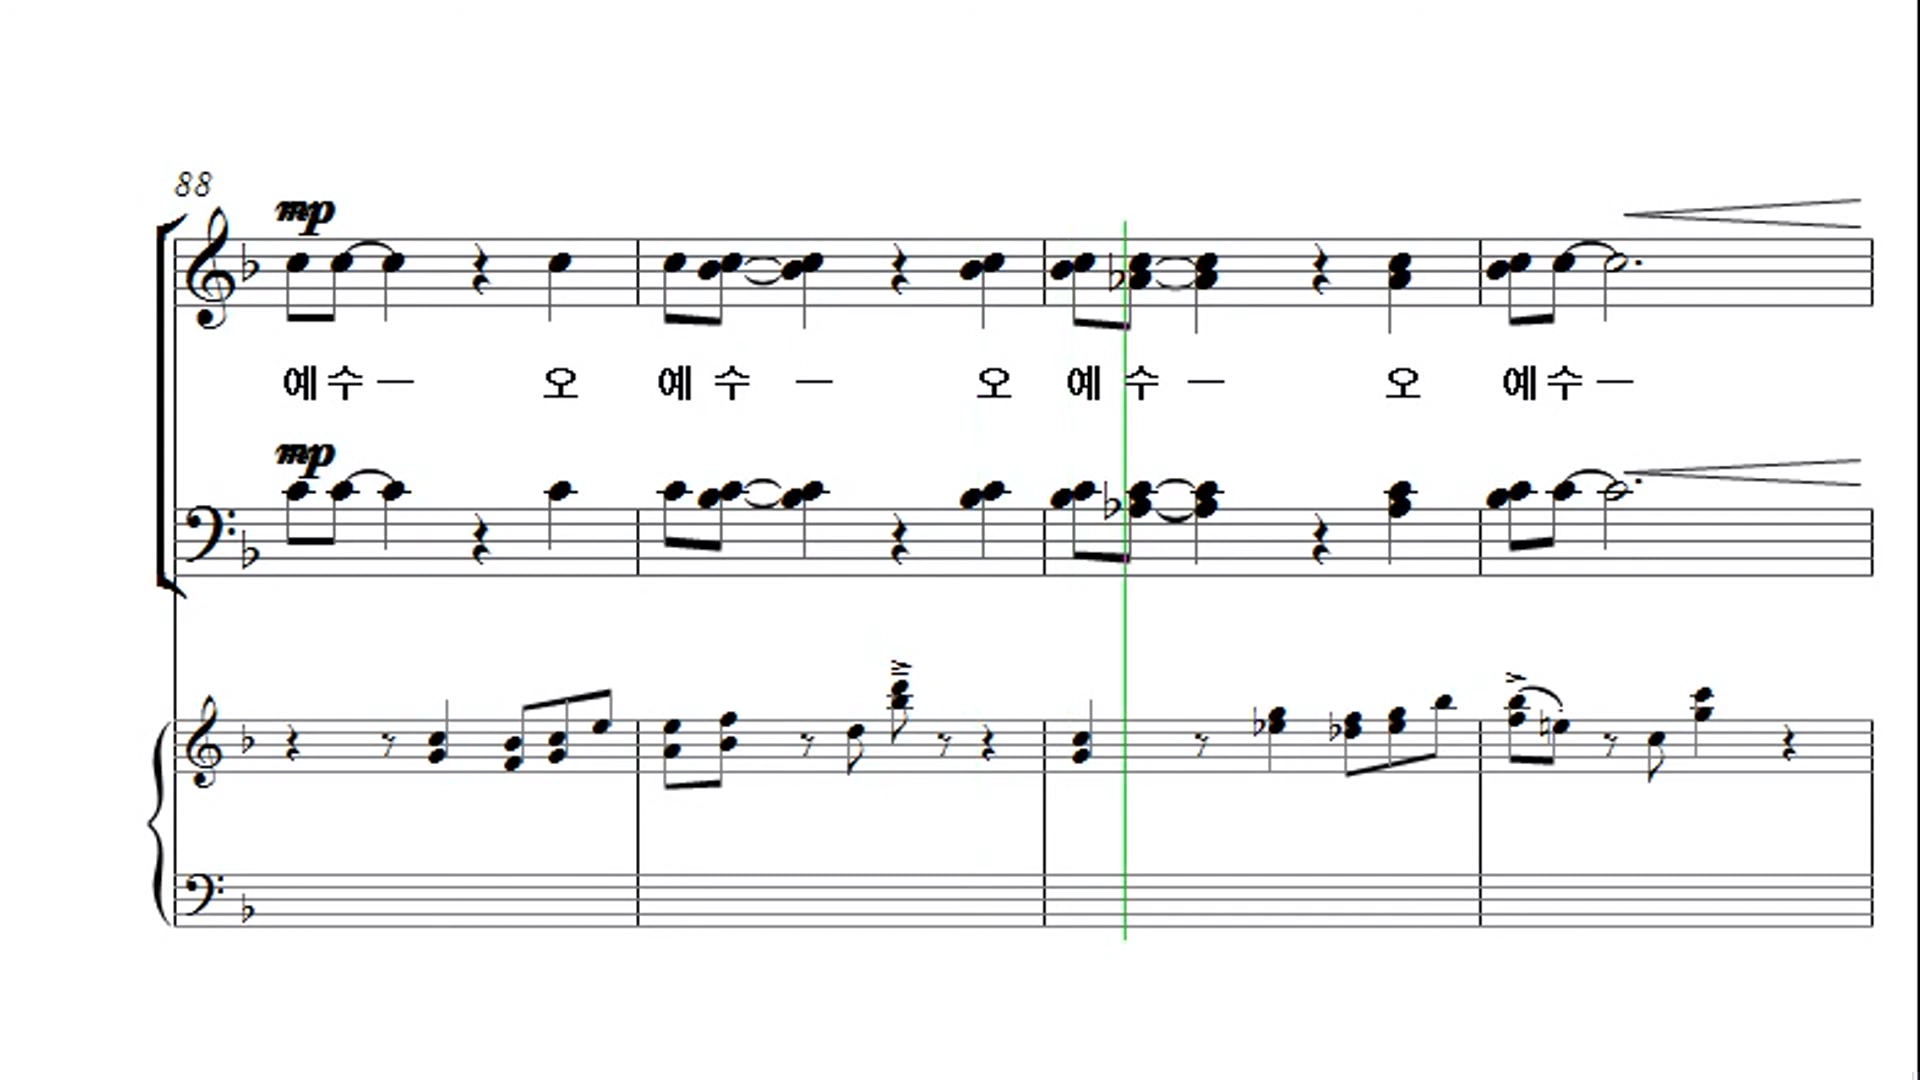 88
mp
예 수 — 오 예 수 — 오 예 수 — 오 예 수 —
mp